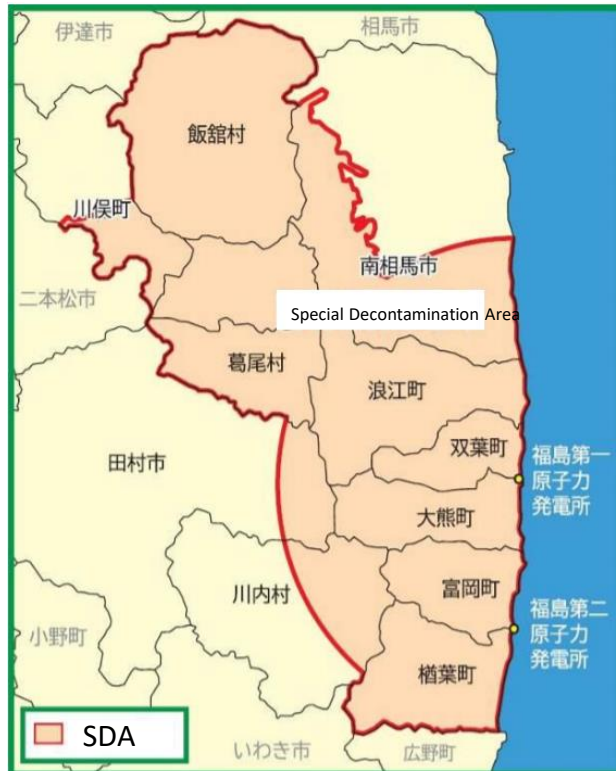 伊達市
相馬市
飯舘村
川俣町
南相馬市
二本松市
Special Decontamination Area
葛尾村
浪江町
双葉町
福島第一
原子力
発電所
田村市
大熊町
川内村
富岡町
福島第二
原子力
発電所
小野町
楢葉町
SDA
いわき市
広野町